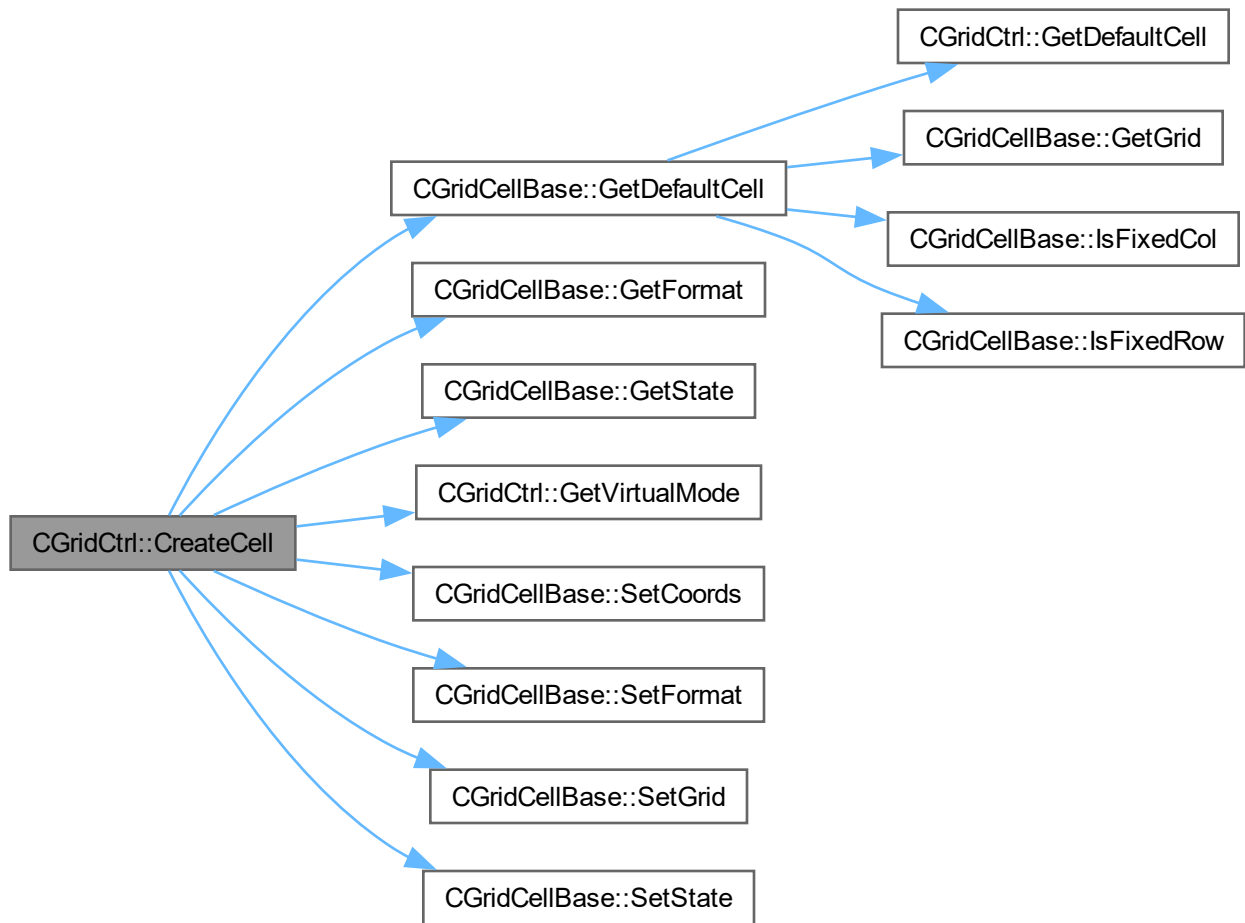 CGridCtrl::GetDefaultCell
CGridCellBase::GetGrid
CGridCellBase::GetDefaultCell
CGridCellBase::IsFixedCol
CGridCellBase::GetFormat
CGridCellBase::IsFixedRow
CGridCellBase::GetState
CGridCtrl::GetVirtualMode
CGridCtrl::CreateCell
CGridCellBase::SetCoords
CGridCellBase::SetFormat
CGridCellBase::SetGrid
CGridCellBase::SetState